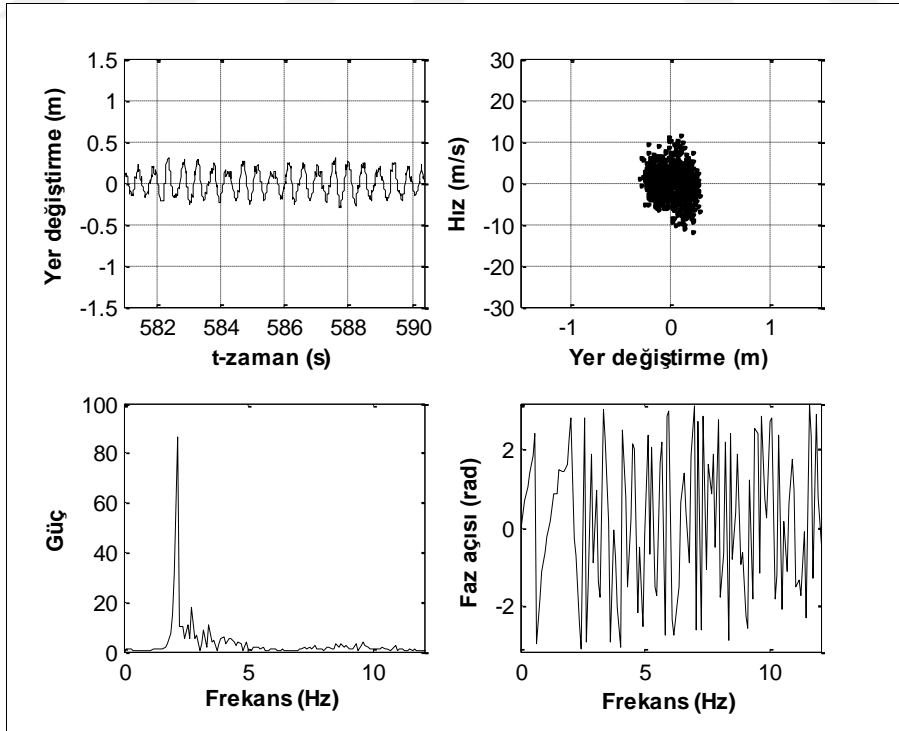 1.5
1
0.5
0
-0.5
-1
-1.5
Yer değiştirme (m)
582 584 586 588 590
t-zaman (s)
30
20
10
0
-10
-20
-30
Hız (m/s)
-1 0 1
Yer değiştirme (m)
100
80
60
40
20
0
Güç
0 5 10
Frekans (Hz)
2
0
-2
Faz açısı (rad)
0 5 10
Frekans (Hz)